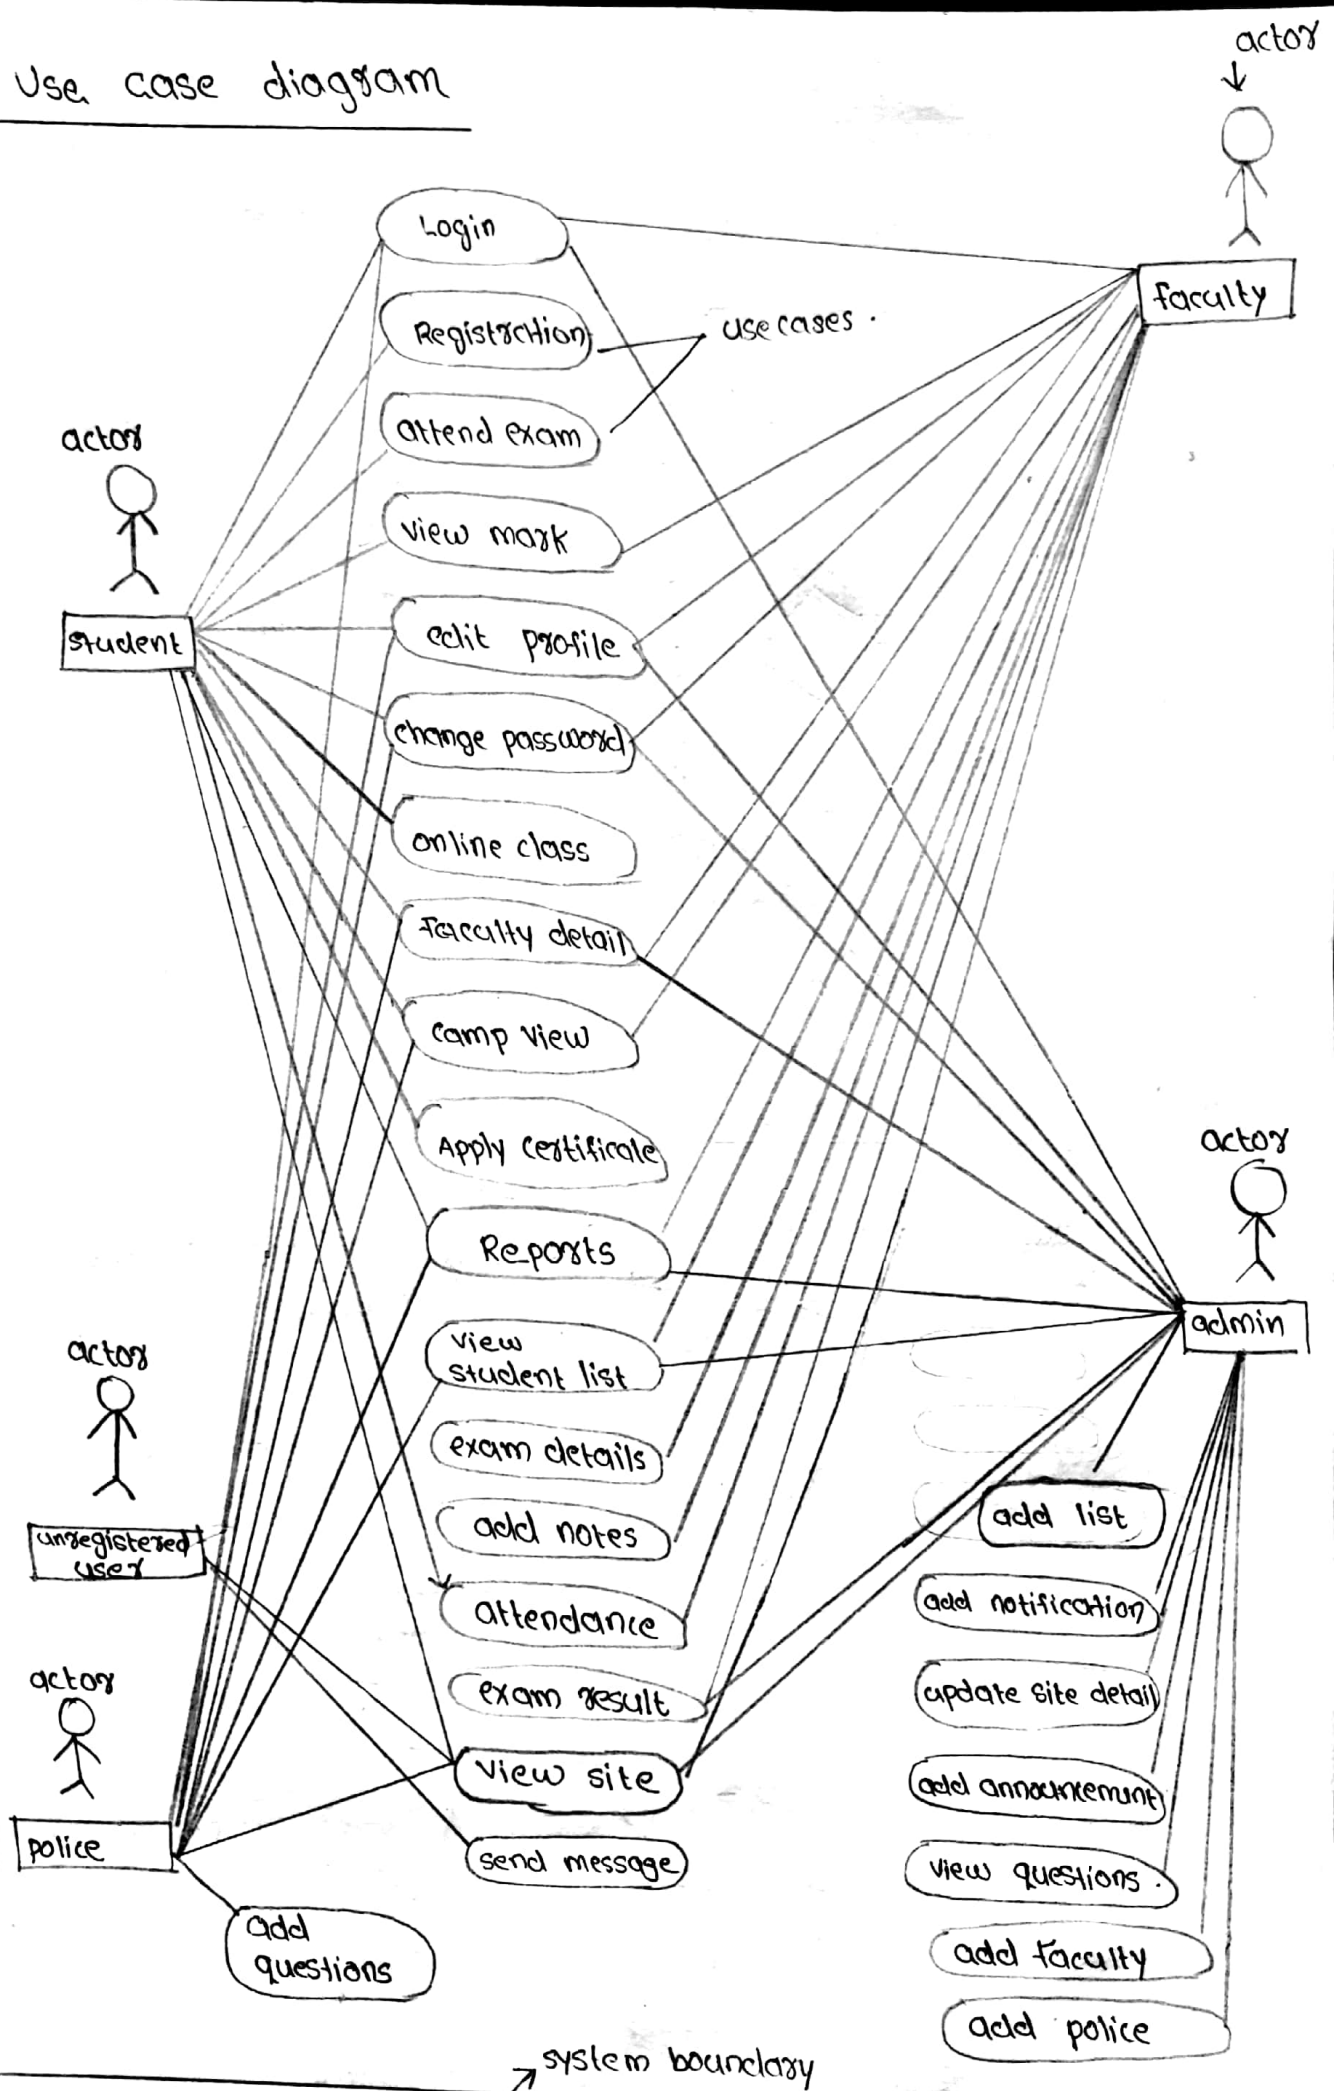 actor
Use case diagram
Login
faculty
Registration
usecases.
attend exam
actor
view mark
student
edit profile
change password
online class
Faculty detail
camp view
Apply certificate
actor
Reports
admin
view
student list
actor
exam details
add list
add notes
unregistered
user
add notification
attendance
actor
exam result
update site detail
view site
add announcement
police
send message
view questions.
add
questions
add faculty
add police
system boundary